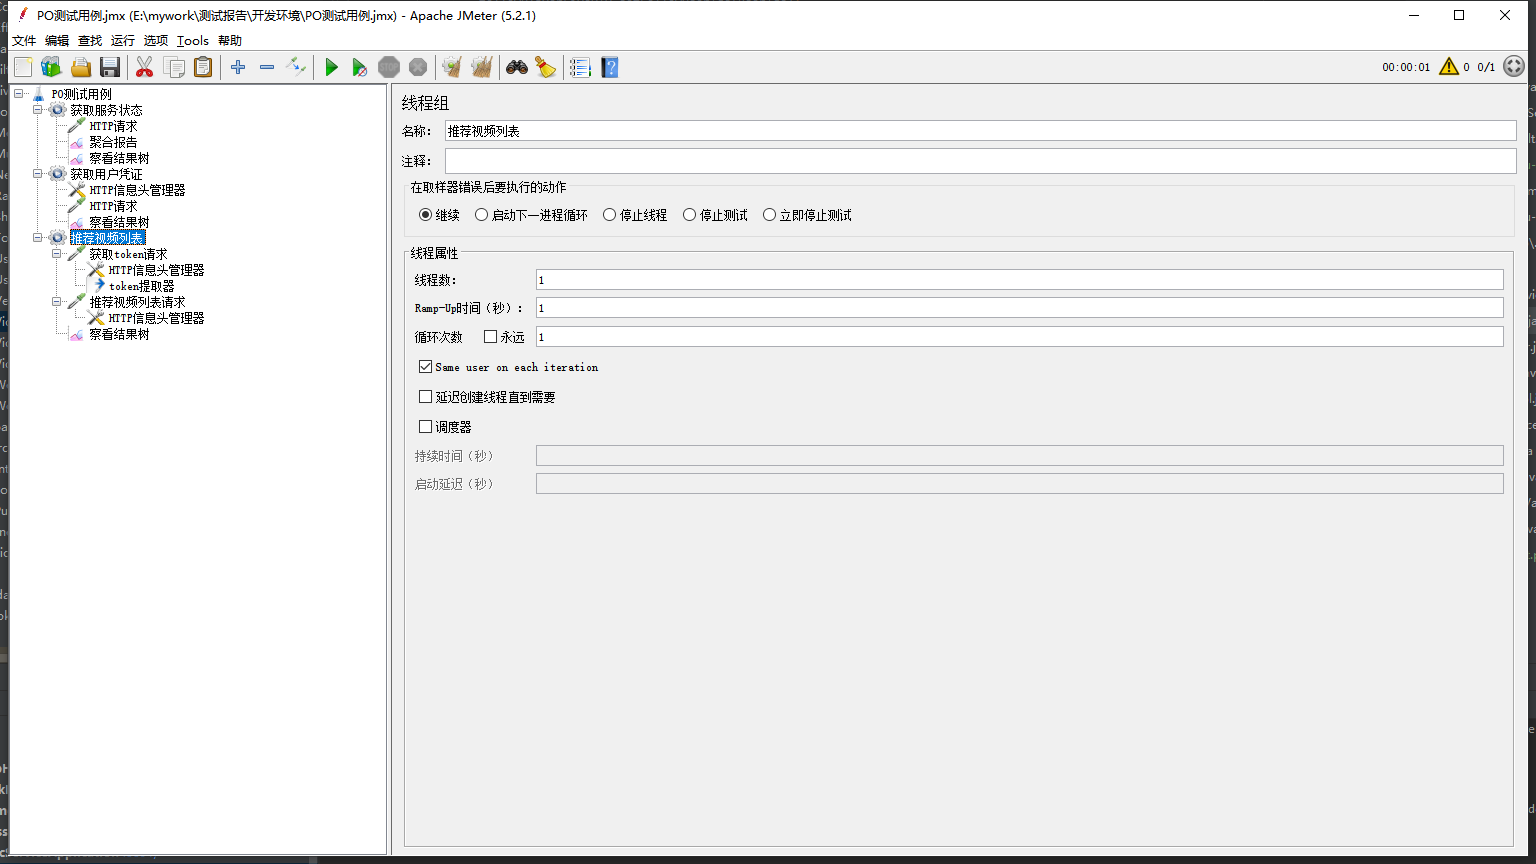 PO测试用例.jmx (E:\mywork\测试报告\开发环境\PO测试用例.jmx) - Apache JMeter (5.2.1)
文件 编辑 查找 运行 选项 Tools 帮助
STOP
00:00:01 0 0/1
PO测试用例
获取服务状态
HTTP请求
聚合报告
察看结果树
获取用户凭证
HTTP信息头管理器
HTTP请求
察看结果树
推荐视频列表
获取token请求
HTTP信息头管理器
token提取器
推荐视频列表请求
HTTP信息头管理器
察看结果树
线程组
名称： 推荐视频列表
注释：
在取样器错误后要执行的动作
继续 启动下一进程循环 停止线程 停止测试 立即停止测试
线程属性
线程数： 1
Ramp-Up时间（秒）： 1
循环次数 永远 1
Same user on each iteration
延迟创建线程直到需要
调度器
持续时间（秒）
启动延迟（秒）